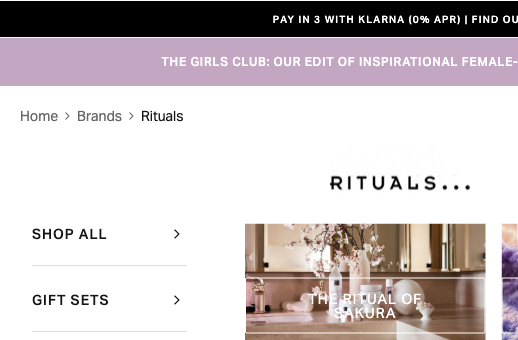 PAY IN 3 WITH KLARNA (0% APR) | FIND OU
THE GIRLS CLUB: OUR EDIT OF INSPIRATIONAL FEMALE-
Home > Brands > Rituals
RITUALS...
SHOP ALL >
GIFT SETS >
THE RITUAL OF
SAKURA